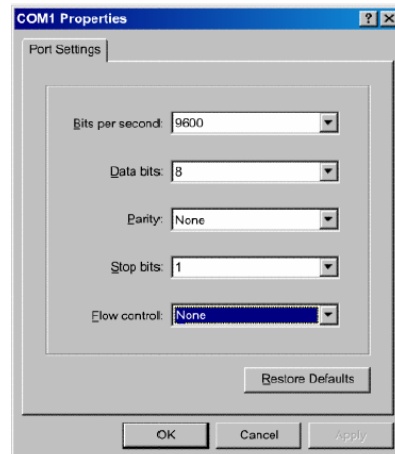 COM1 Properties
Port Settings
Bits per second: 9600
Data bits: 8
Parity: None
Stop bits: 1
Flow control: None
Restore Defaults
OK Cancel Apply